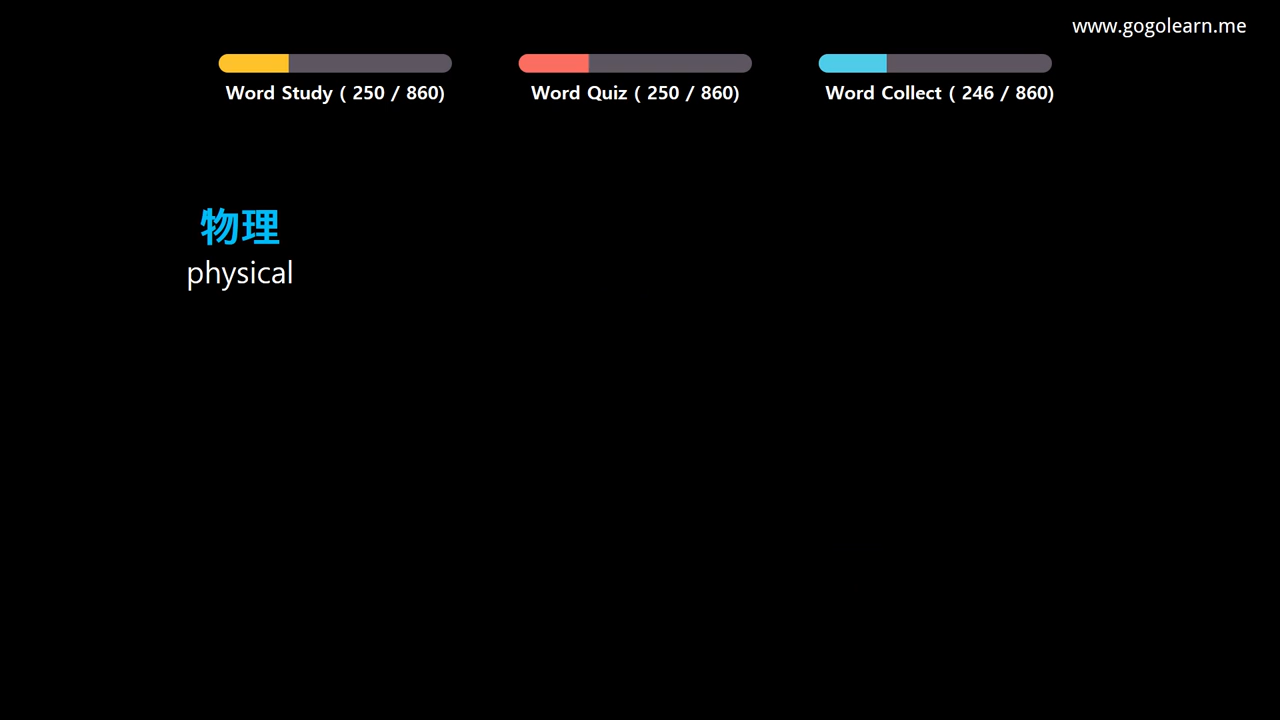 www.gogolearn.me
Word Study ( 250 / 860)
Word Quiz ( 250 / 860)
Word Collect ( 246 / 860)
物理
physical